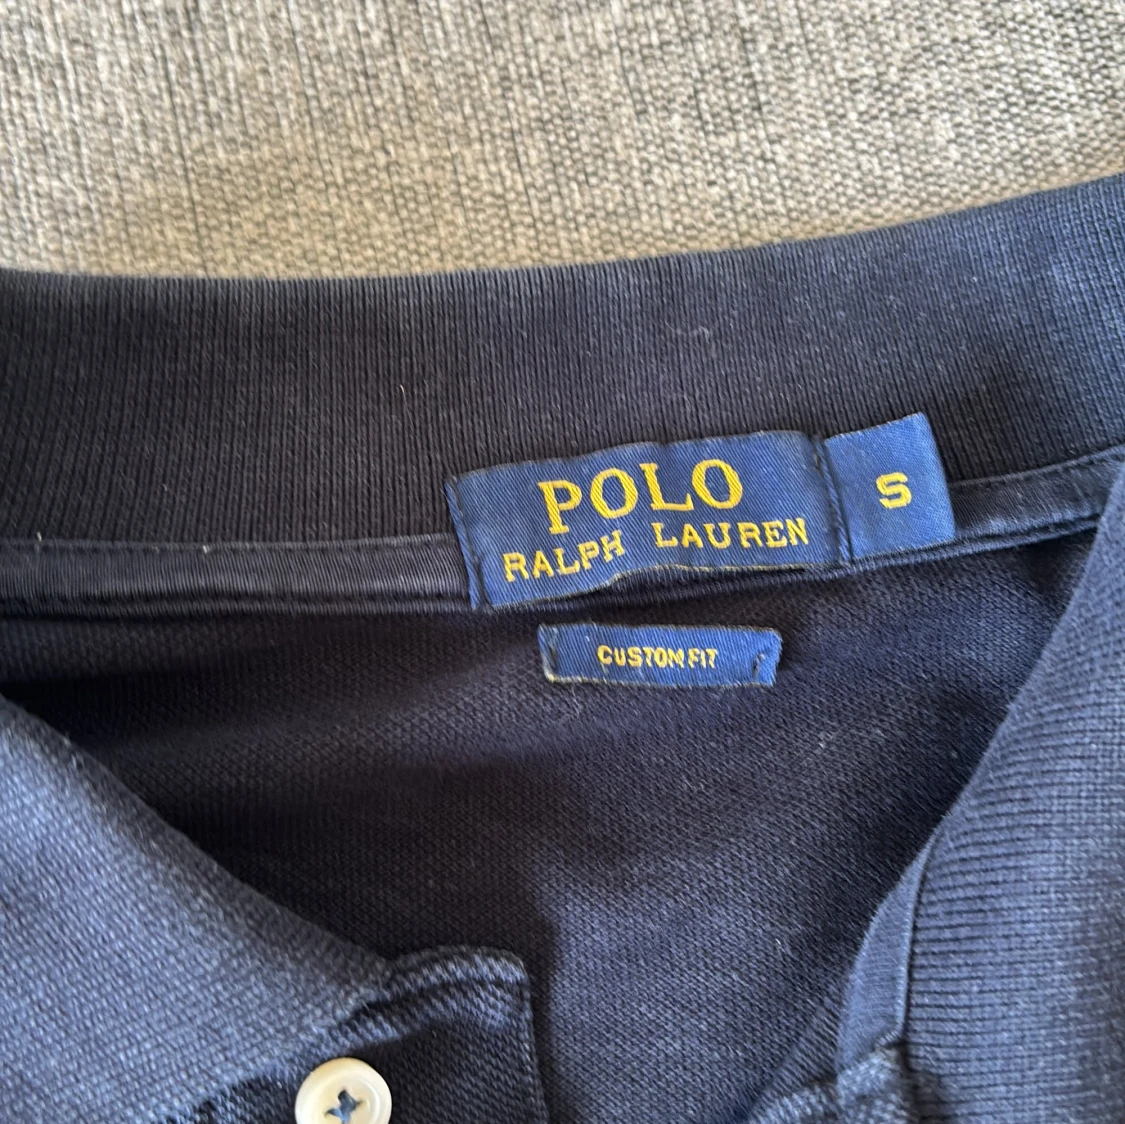 POLO
RALPH LAUREN
S
CUSTOM FIT